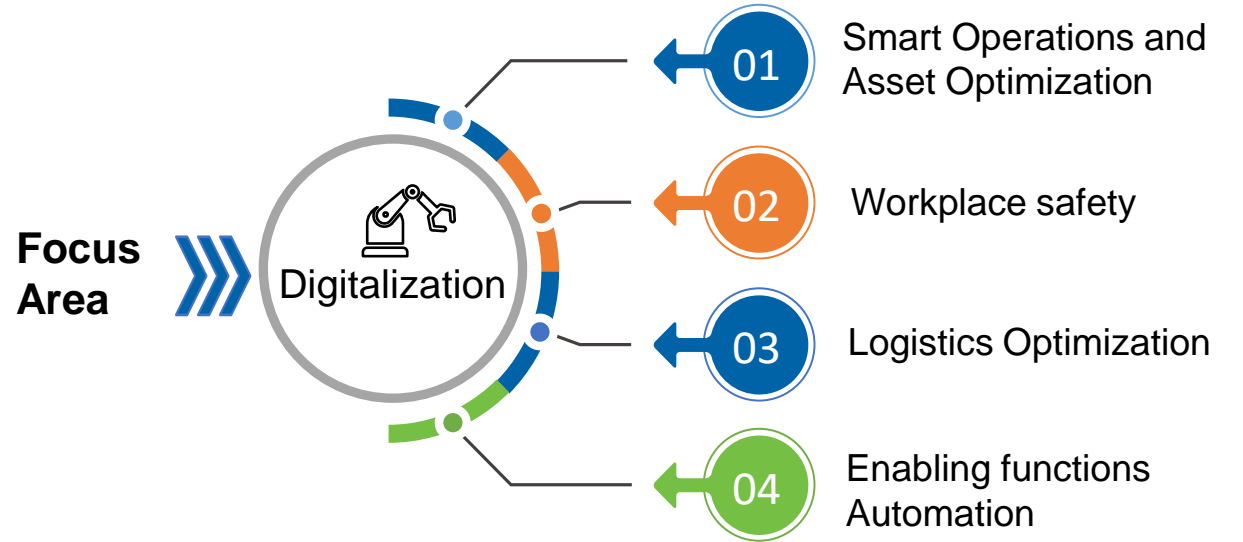 Focus
Area
Digitalization
01
Smart Operations and
Asset Optimization
02
Workplace safety
03
Logistics Optimization
04
Enabling functions
Automation